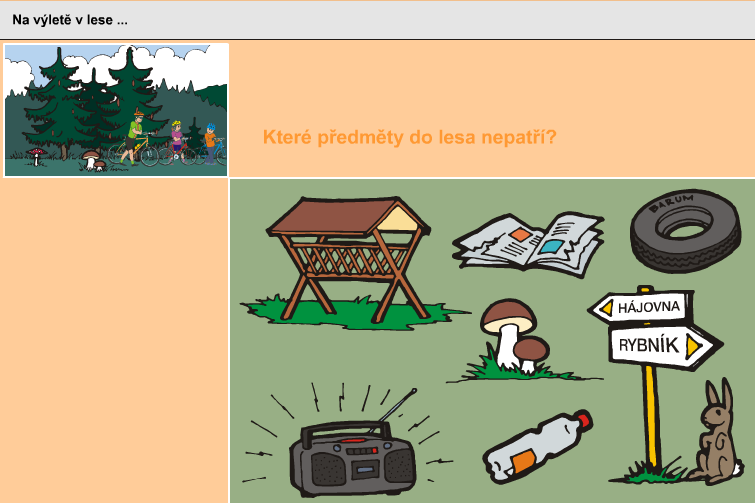 Na výletě v lese ...
Které předměty do lesa nepatří?
BARUM
HÁJOVNA
RYBNÍK